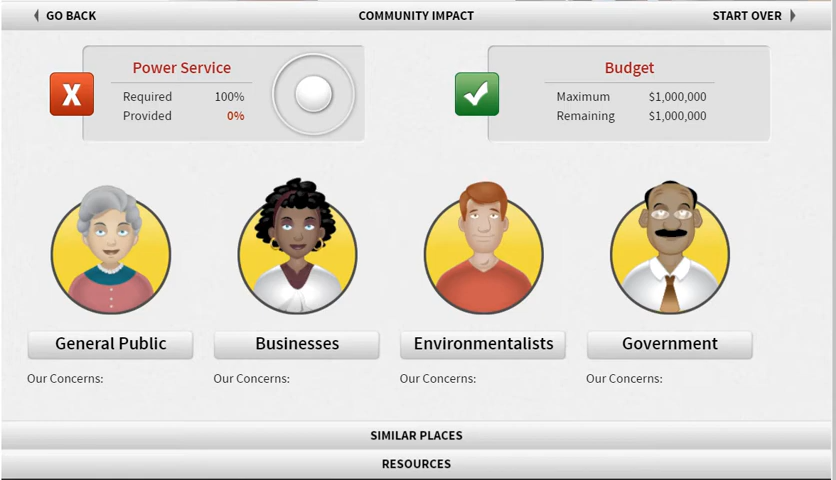 GO BACK
COMMUNITY IMPACT
START OVER
Power Service
Required 100%
Provided 0%
X
Budget
Maximum $1,000,000
Remaining $1,000,000
General Public
Businesses
Environmentalists
Government
Our Concerns:
Our Concerns:
Our Concerns:
Our Concerns:
SIMILAR PLACES
RESOURCES